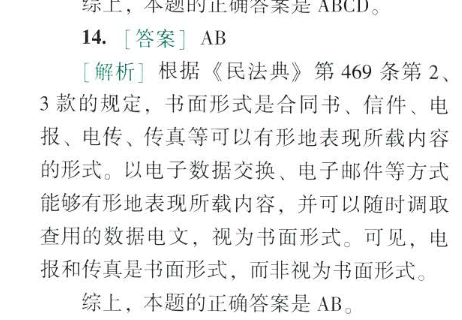 综上，本题的正确答案是 ABCD。
14. ［答案］ AB
［解析］ 根据《民法典》第 469 条第 2、
3 款的规定，书面形式是合同书、信件、电
报、电传、传真等可以有形地表现所载内容
的形式。以电子数据交换、电子邮件等方式
能够有形地表现所载内容，并可以随时调取
查用的数据电文，视为书面形式。可见，电
报和传真是书面形式，而非视为书面形式。
综上，本题的正确答案是 AB。